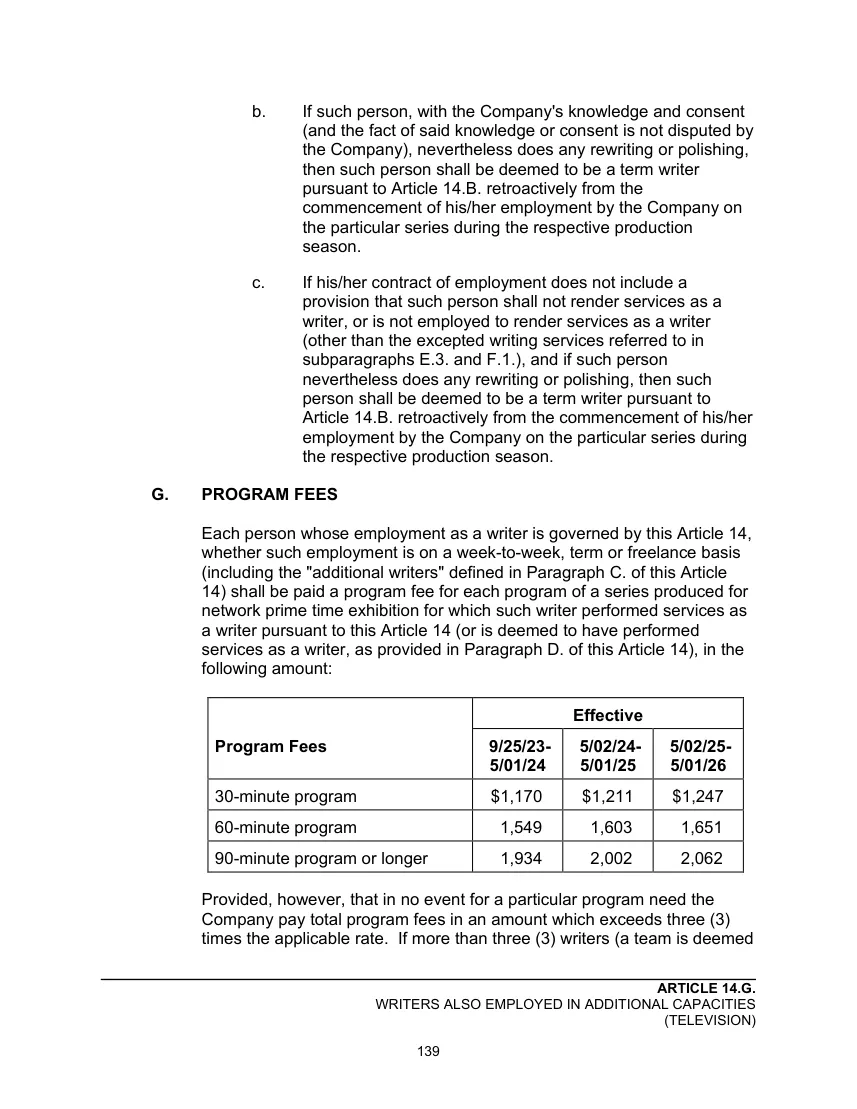 b. If such person, with the Company's knowledge and consent
(and the fact of said knowledge or consent is not disputed by
the Company), nevertheless does any rewriting or polishing,
then such person shall be deemed to be a term writer
pursuant to Article 14.B. retroactively from the
commencement of his/her employment by the Company on
the particular series during the respective production
season.
c. If his/her contract of employment does not include a
provision that such person shall not render services as a
writer, or is not employed to render services as a writer
(other than the excepted writing services referred to in
subparagraphs E.3. and F.1.), and if such person
nevertheless does any rewriting or polishing, then such
person shall be deemed to be a term writer pursuant to
Article 14.B. retroactively from the commencement of his/her
employment by the Company on the particular series during
the respective production season.
G. PROGRAM FEES
Each person whose employment as a writer is governed by this Article 14,
whether such employment is on a week-to-week, term or freelance basis
(including the "additional writers" defined in Paragraph C. of this Article
14) shall be paid a program fee for each program of a series produced for
network prime time exhibition for which such writer performed services as
a writer pursuant to this Article 14 (or is deemed to have performed
services as a writer, as provided in Paragraph D. of this Article 14), in the
following amount:
Effective
Program Fees 9/25/23- 5/02/24- 5/02/25-
5/01/24 5/01/25 5/01/26
30-minute program $1,170 $1,211 $1,247
60-minute program 1,549 1,603 1,651
90-minute program or longer 1,934 2,002 2,062
Provided, however, that in no event for a particular program need the
Company pay total program fees in an amount which exceeds three (3)
times the applicable rate. If more than three (3) writers (a team is deemed
ARTICLE 14.G.
WRITERS ALSO EMPLOYED IN ADDITIONAL CAPACITIES
(TELEVISION)
139